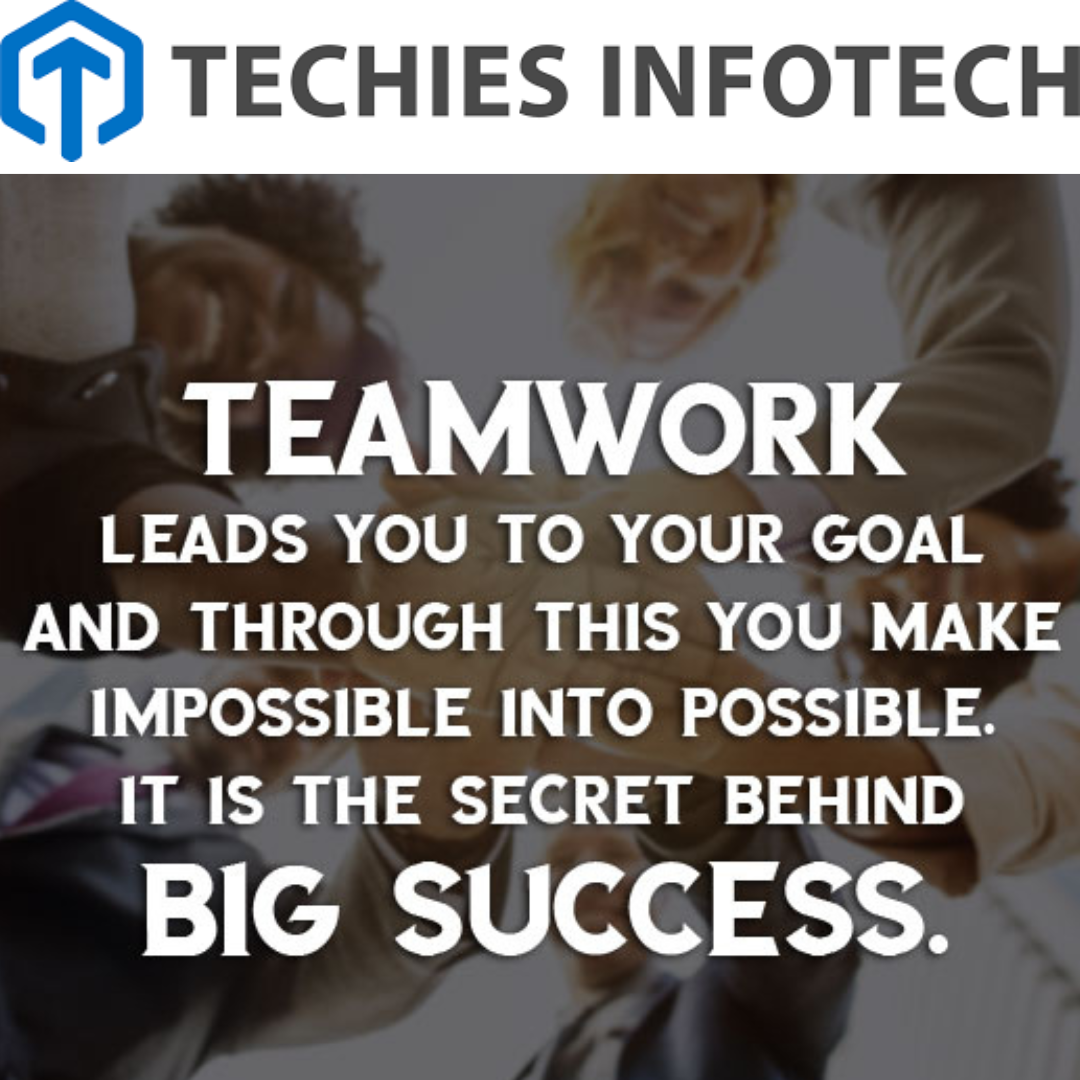 TECHIES INFOTECH
TEAMWORK
LEADS YOU TO YOUR GOAL
AND THROUGH THIS YOU MAKE
IMPOSSIBLE INTO POSSIBLE.
IT IS THE SECRET BEHIND
BIG SUCCESS.